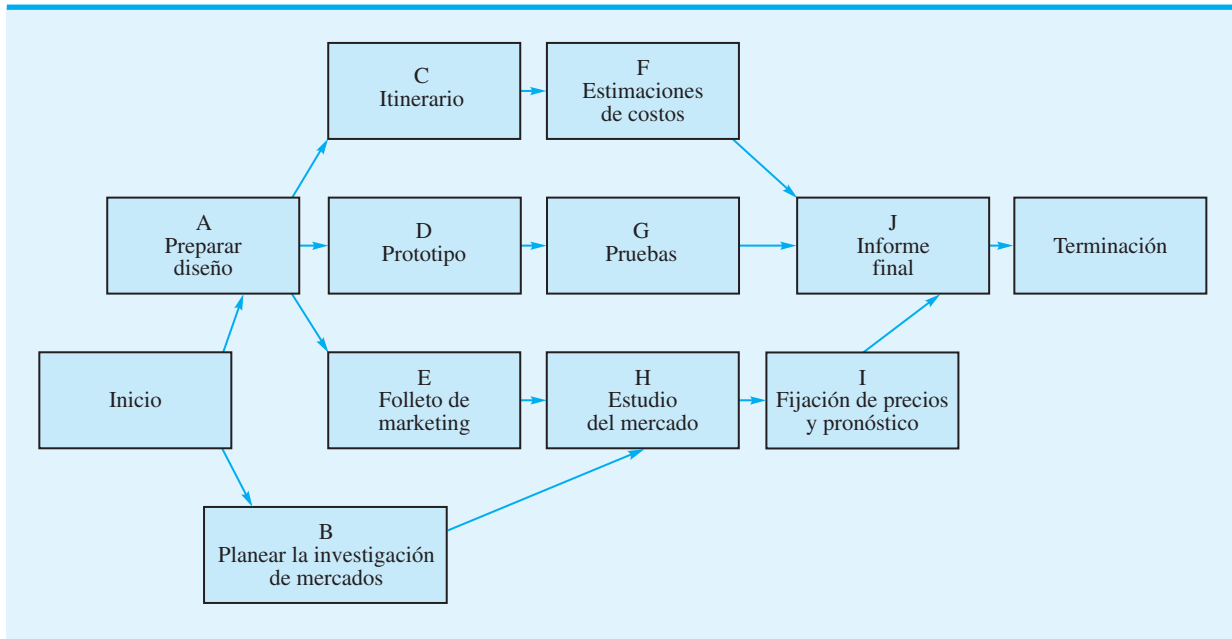 C
Itinerario
F
Estimaciones
de costos
A
Preparar
diseño
D
Prototipo
G
Pruebas
J
Informe
final
Terminación
Inicio
E
Folleto de
marketing
H
Estudio
del mercado
I
Fijación de precios
y pronóstico
B
Planear la investigación
de mercados